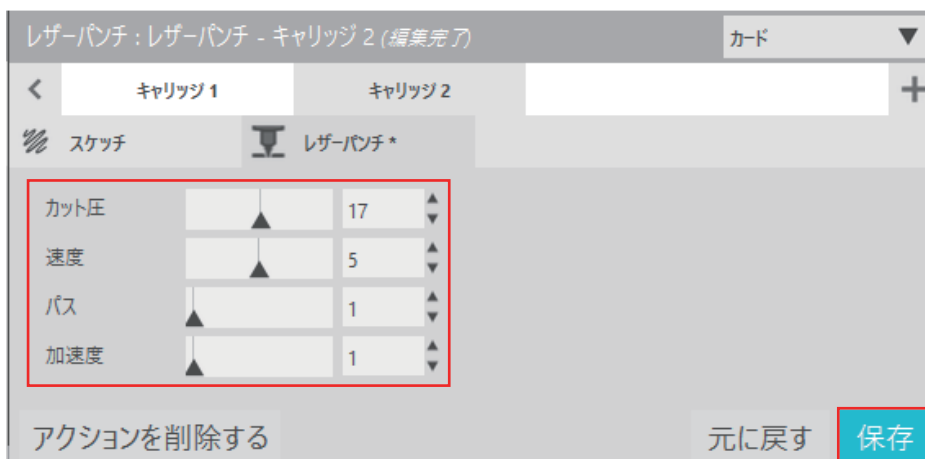 レザーパンチ : レザーパンチ - キャリッジ 2 (編集完了) カード
キャリッジ 1 キャリッジ 2
スケッチ レザーパンチ *
カット圧 17
速度 5
パス 1
加速度 1
アクションを削除する 元に戻す 保存